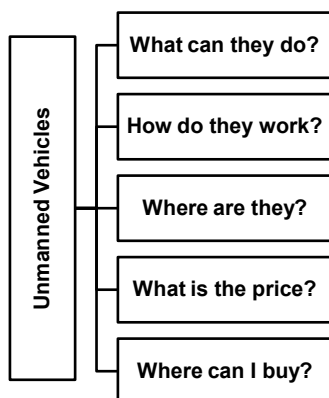 Unmanned Vehicles
What can they do?
How do they work?
Where are they?
What is the price?
Where can I buy?